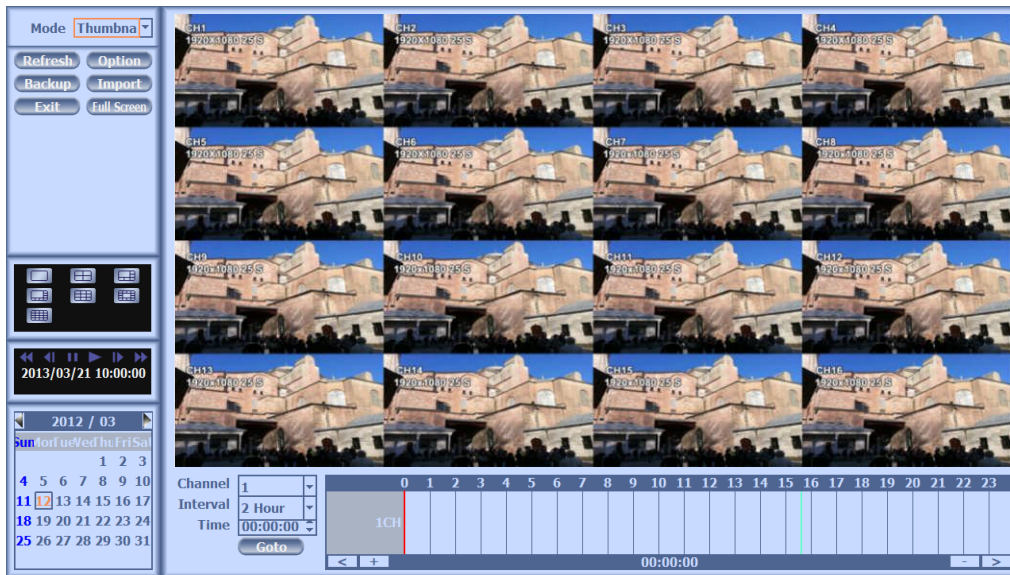 Mode Thumbna
Refresh Option
Backup Import
Exit Full Screen
2013/03/21 10:00:00
2012 / 03
Sun Mon Tue Wed Thu Fri Sat
1 2 3
4 5 6 7 8 9 10
11 12 13 14 15 16 17
18 19 20 21 22 23 24
25 26 27 28 29 30 31
CH1 CH2 CH3 CH4
1920X1080 25 S 1920X1080 25 S 1920X1080 25 S 1920X1080 25 S
CH5 CH6 CH7 CH8
1920X1080 25 S 1920X1080 25 S 1920X1080 25 S 1920X1080 25 S
CH9 CH10 CH11 CH12
1920x1080 25 S 1920x1080 25 S 1920x1080 25 S 1920x1080 25 S
CH13 CH14 CH15 CH16
1920x1080 25 S 1920x1080 25 S 1920x1080 25 S 1920x1080 25 S
Channel 1
Interval 2 Hour
Time 00:00:00
Goto
0 1 2 3 4 5 6 7 8 9 10 11 12 13 14 15 16 17 18 19 20 21 22 23
1CH
< + 00:00:00 - >